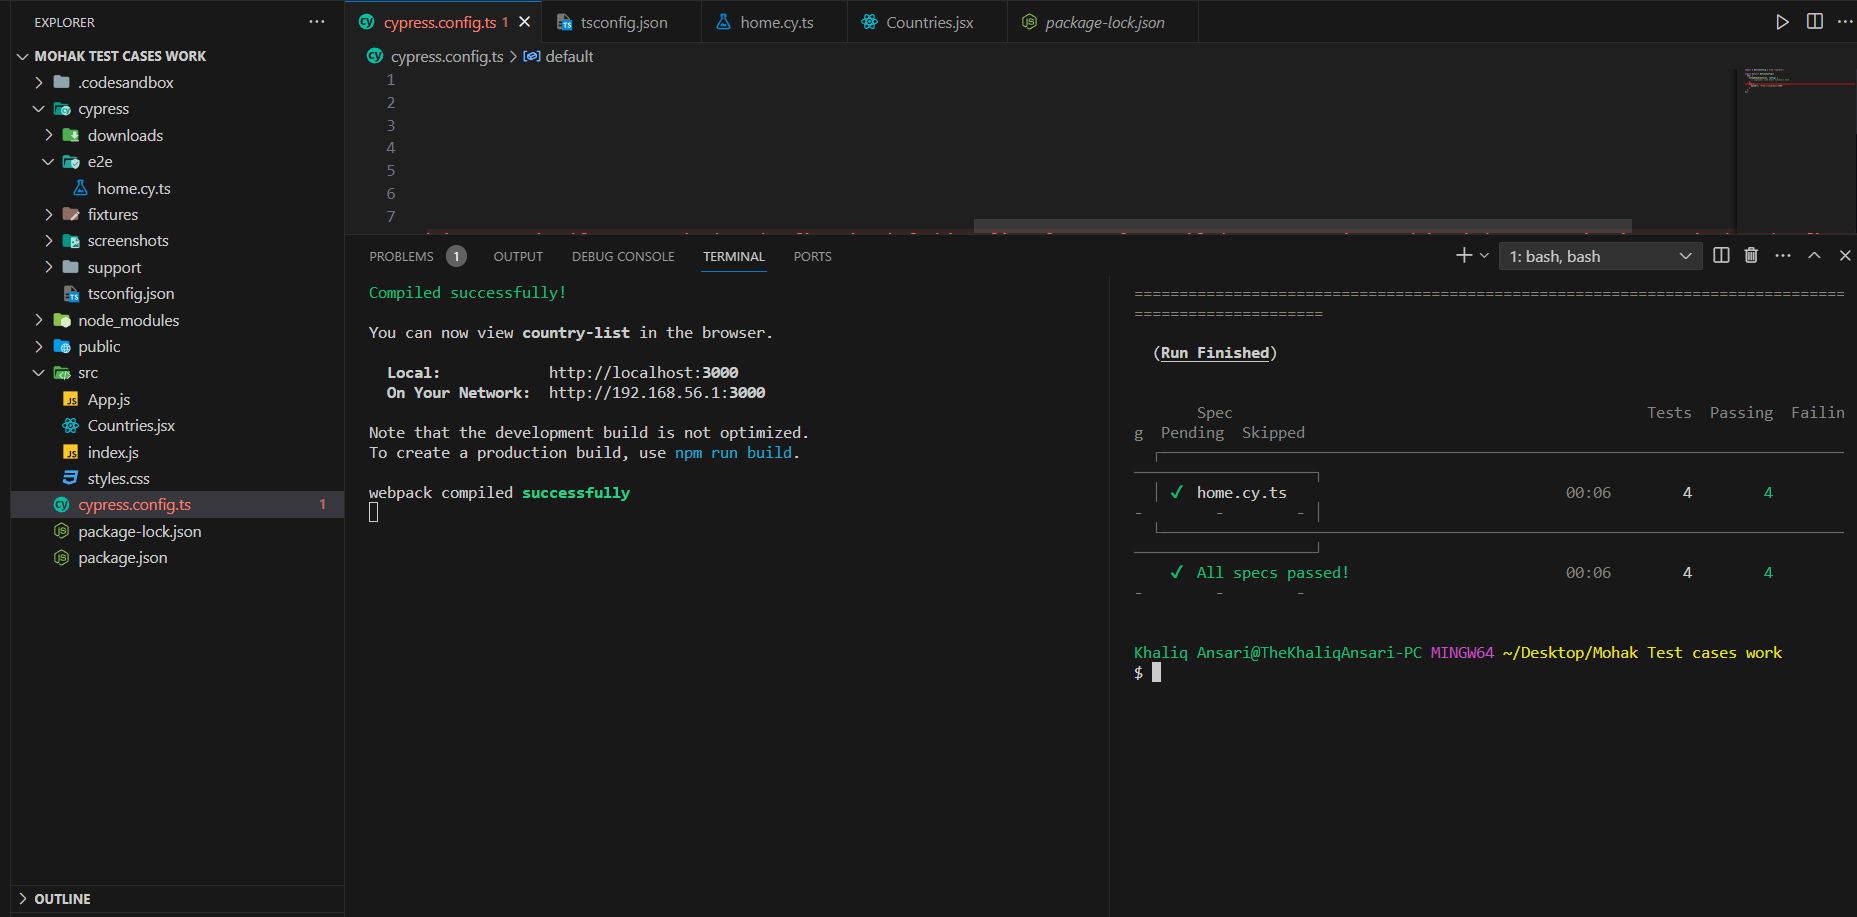 EXPLORER
MOHAK TEST CASES WORK
.codesandbox
cypress
downloads
e2e
home.cy.ts
fixtures
screenshots
support
tsconfig.json
node_modules
public
src
App.js
Countries.jsx
index.js
styles.css
cypress.config.ts 1
package-lock.json
package.json
OUTLINE
cypress.config.ts 1
tsconfig.json
home.cy.ts
Countries.jsx
package-lock.json
cypress.config.ts > default
1
2
3
4
5
6
7
PROBLEMS 1 OUTPUT DEBUG CONSOLE TERMINAL PORTS
1: bash, bash
Compiled successfully!
You can now view country-list in the browser.
Local: http://localhost:3000
On Your Network: http://192.168.56.1:3000
Note that the development build is not optimized.
To create a production build, use npm run build.
webpack compiled successfully
===============================================================================
=====================
(Run Finished)
Spec Tests Passing Failin
g Pending Skipped
✔ home.cy.ts 00:06 4 4
- - -
✔ All specs passed! 00:06 4 4
- - -
Khaliq Ansari@TheKhaliqAnsari-PC MINGW64 ~/Desktop/Mohak Test cases work
$